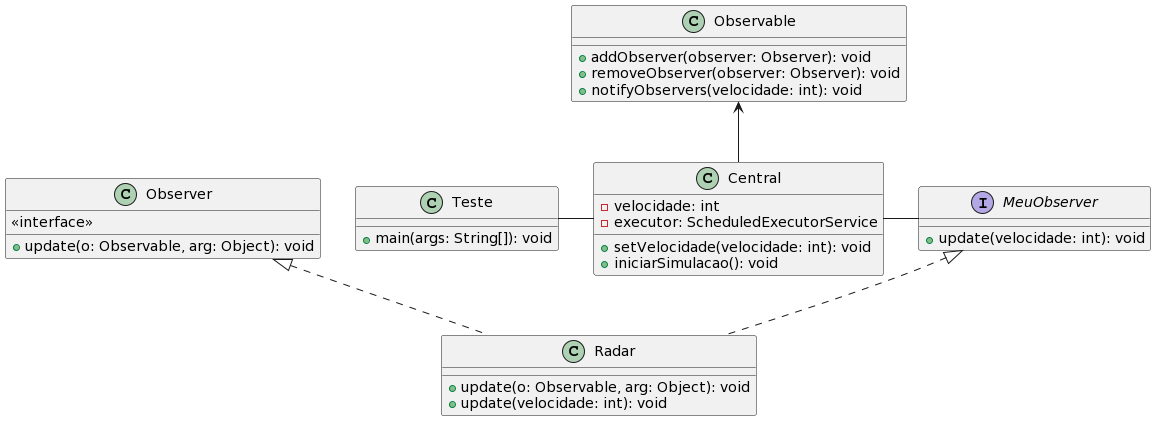 C Observable
addObserver(observer: Observer): void
removeObserver(observer: Observer): void
notifyObservers(velocidade: int): void
C Observer
«interface»
update(o: Observable, arg: Object): void
C Teste
main(args: String[]): void
C Central
velocidade: int
executor: ScheduledExecutorService
setVelocidade(velocidade: int): void
iniciarSimulacao(): void
I MeuObserver
update(velocidade: int): void
C Radar
update(o: Observable, arg: Object): void
update(velocidade: int): void